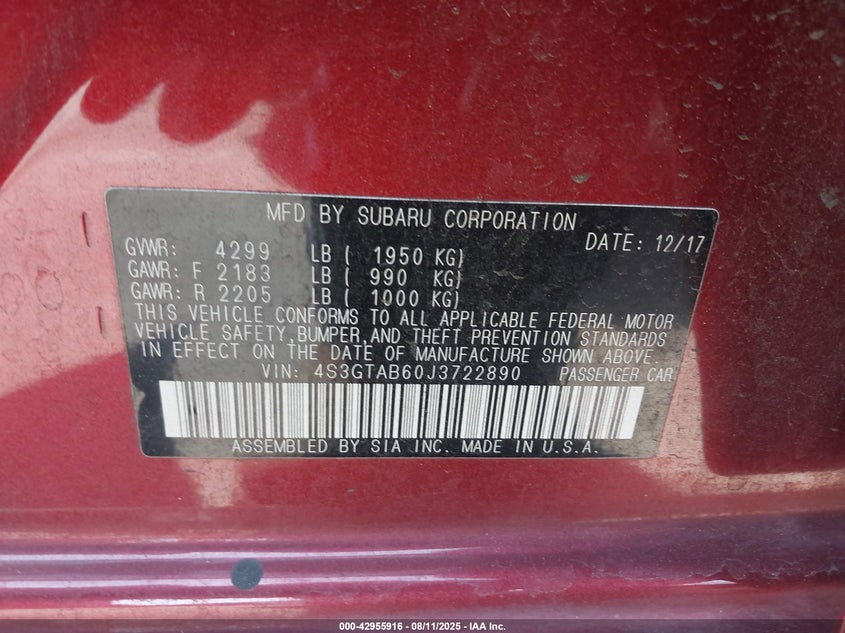 MFD BY SUBARU CORPORATION
DATE: 12/17
GVWR: 4299 LB ( 1950 KG)
GAWR: F 2183 LB ( 990 KG)
GAWR: R 2205 LB ( 1000 KG)
THIS VEHICLE CONFORMS TO ALL APPLICABLE FEDERAL MOTOR
VEHICLE SAFETY,BUMPER,AND THEFT PREVENTION STANDARDS
IN EFFECT ON THE DATE OF MANUFACTURE SHOWN ABOVE.
VIN: 4S3GTAB60J3722890 PASSENGER CAR
ASSEMBLED BY SIA INC. MADE IN U.S.A.
000-42955916 - 08/11/2025 - IAA Inc.